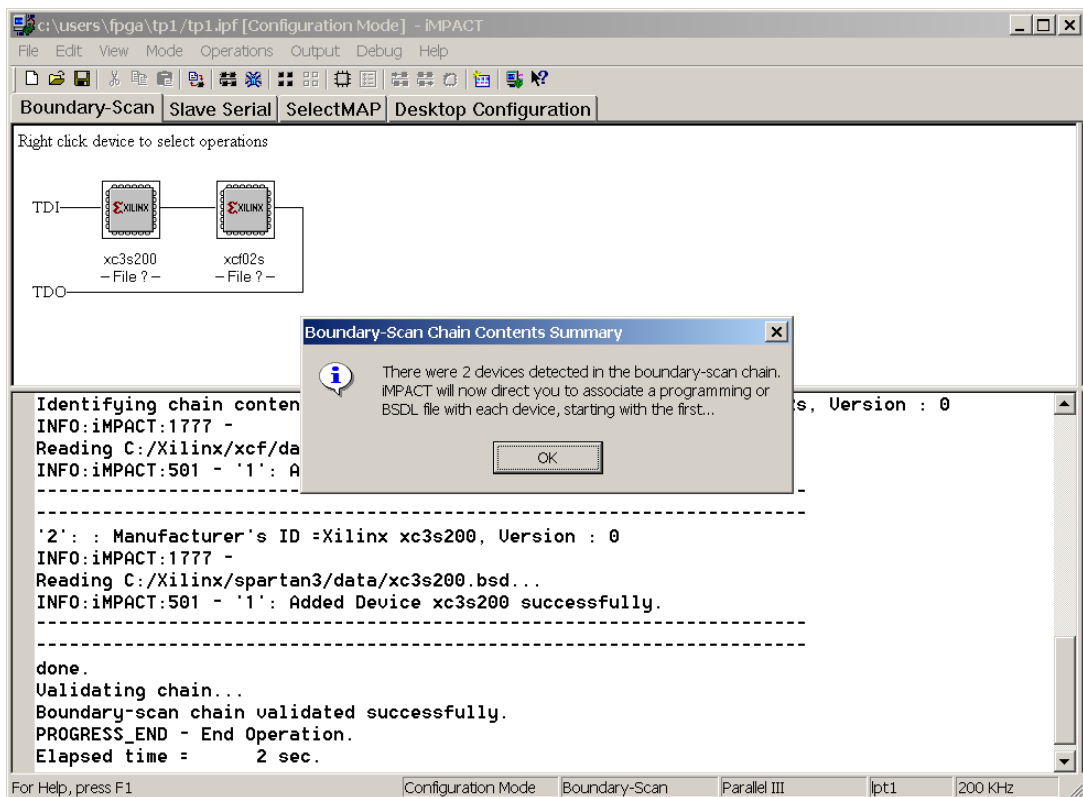 c:\users\fpga\tp1/tp1.ipf [Configuration Mode] - iMPACT
File Edit View Mode Operations Output Debug Help
Boundary-Scan Slave Serial SelectMAP Desktop Configuration
Right click device to select operations
TDI XILINX XILINX
xc3s200 xcf02s
- File ? - - File ? -
TDO
Boundary-Scan Chain Contents Summary
There were 2 devices detected in the boundary-scan chain.
iMPACT will now direct you to associate a programming or
BSDL file with each device, starting with the first...
OK
Identifying chain conten s, Version : 0
INFO:iMPACT:1777 -
Reading C:/Xilinx/xcf/da
INFO:iMPACT:501 - '1': A
----------------------------------------------------------------------
----------------------------------------------------------------------
'2': : Manufacturer's ID =Xilinx xc3s200, Version : 0
INFO:iMPACT:1777 -
Reading C:/Xilinx/spartan3/data/xc3s200.bsd...
INFO:iMPACT:501 - '1': Added Device xc3s200 successfully.
----------------------------------------------------------------------
----------------------------------------------------------------------
done.
Validating chain...
Boundary-scan chain validated successfully.
PROGRESS_END - End Operation.
Elapsed time =      2 sec.
For Help, press F1 Configuration Mode Boundary-Scan Parallel III lpt1 200 KHz